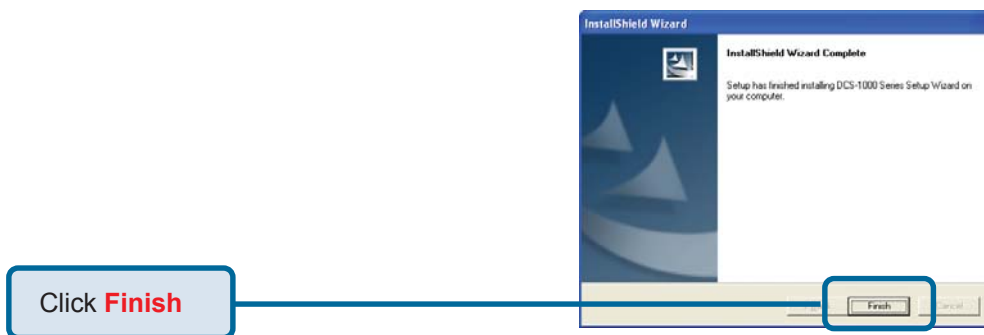 InstallShield Wizard
InstallShield Wizard Complete
Setup has finished installing DCS-1000 Series Setup Wizard on
your computer.
Click Finish
Finish
Cancel